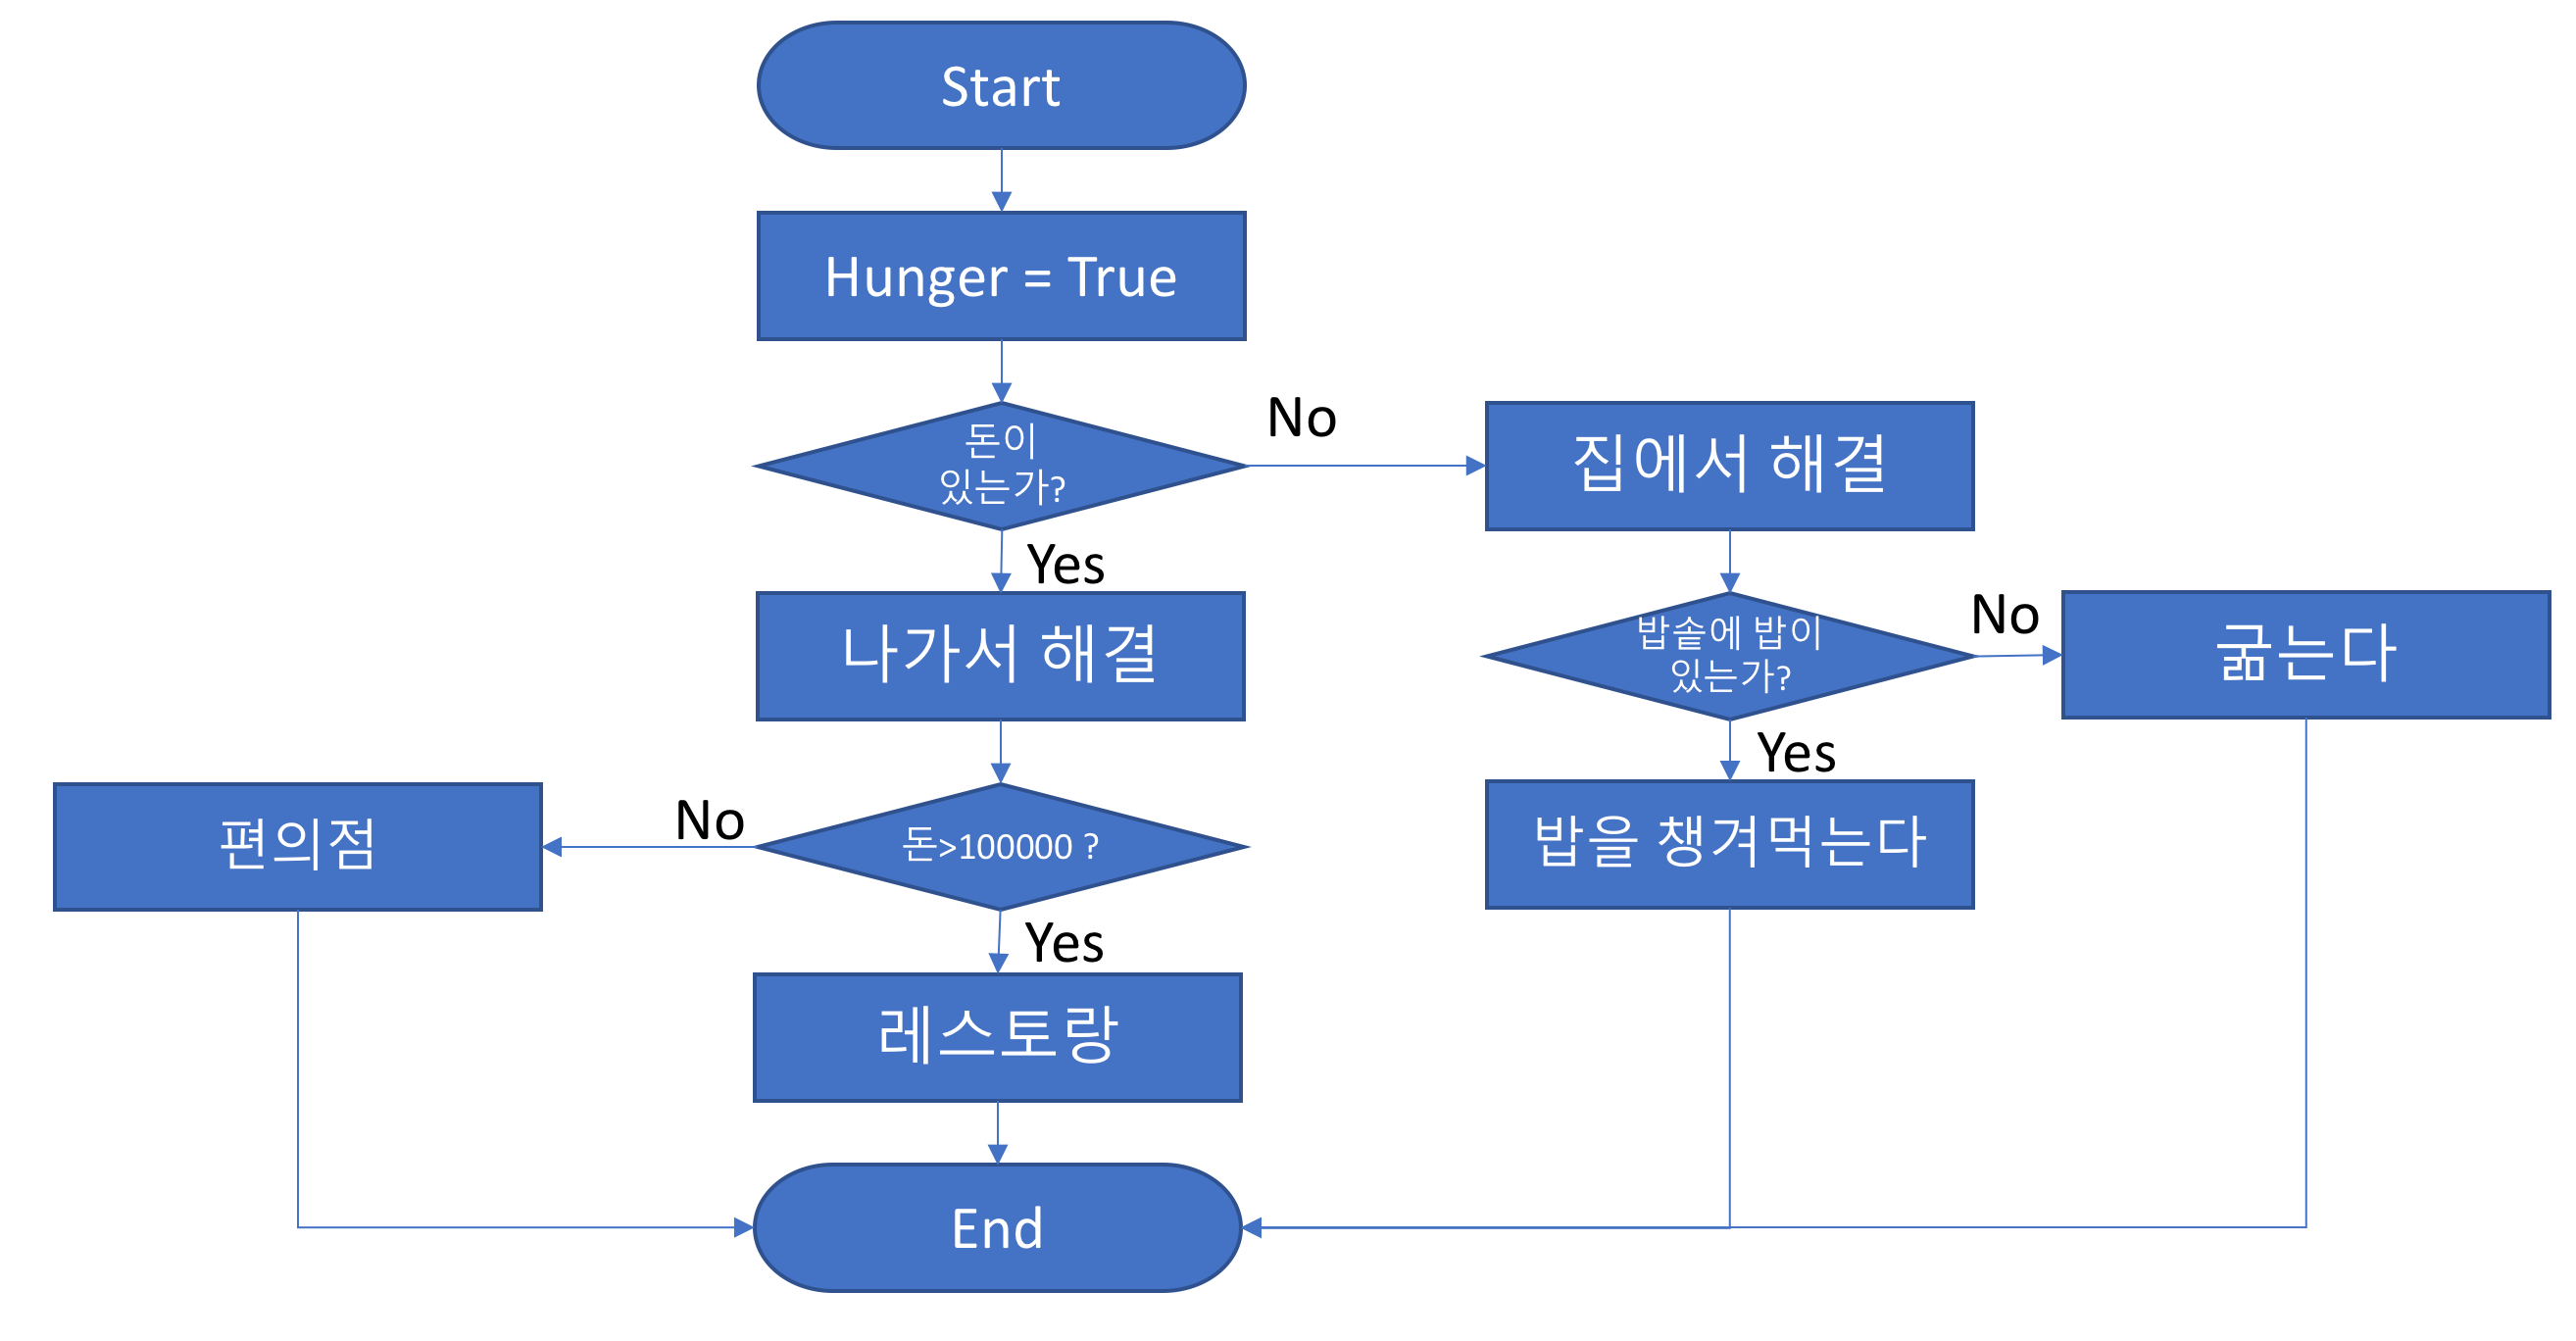 Start
Hunger = True
돈이
있는가?
No
집에서 해결
Yes
나가서 해결
밥솥에 밥이
있는가?
No
굶는다
Yes
밥을 챙겨먹는다
돈>100000 ?
No
편의점
Yes
레스토랑
End